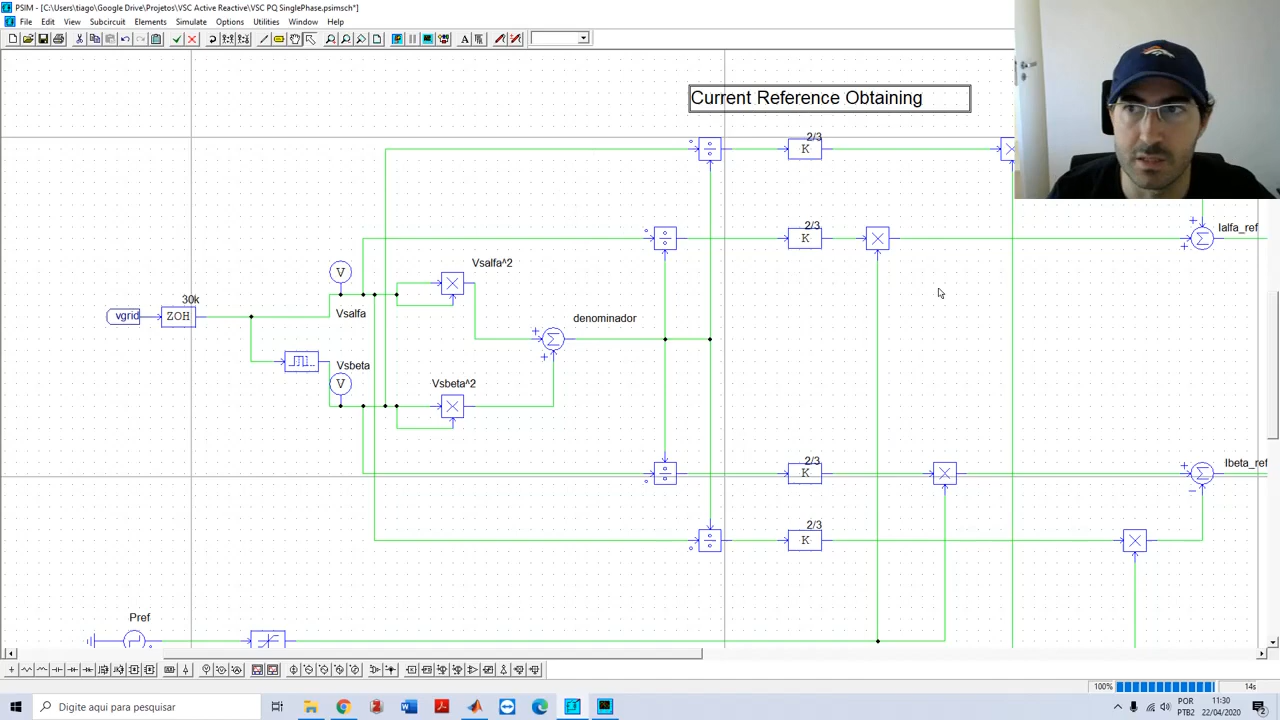 PSIM - [C:\Users\tiago\Google Drive\Projetos\VSC Active Reactive\VSC PQ SinglePhase.psimsch*]
File Edit View Subcircuit Elements Simulate Options Utilities Window Help
Current Reference Obtaining
2/3
K
2/3
K
Ialfa_ref
Vsalfa^2
V
30k
vgrid
ZOH
Vsalfa
denominador
Vsbeta
V
Vsbeta^2
2/3
K
Ibeta_ref
2/3
K
Pref
100%
14s
Digite aqui para pesquisar
POR
PTB2
11:30
22/04/2020
2